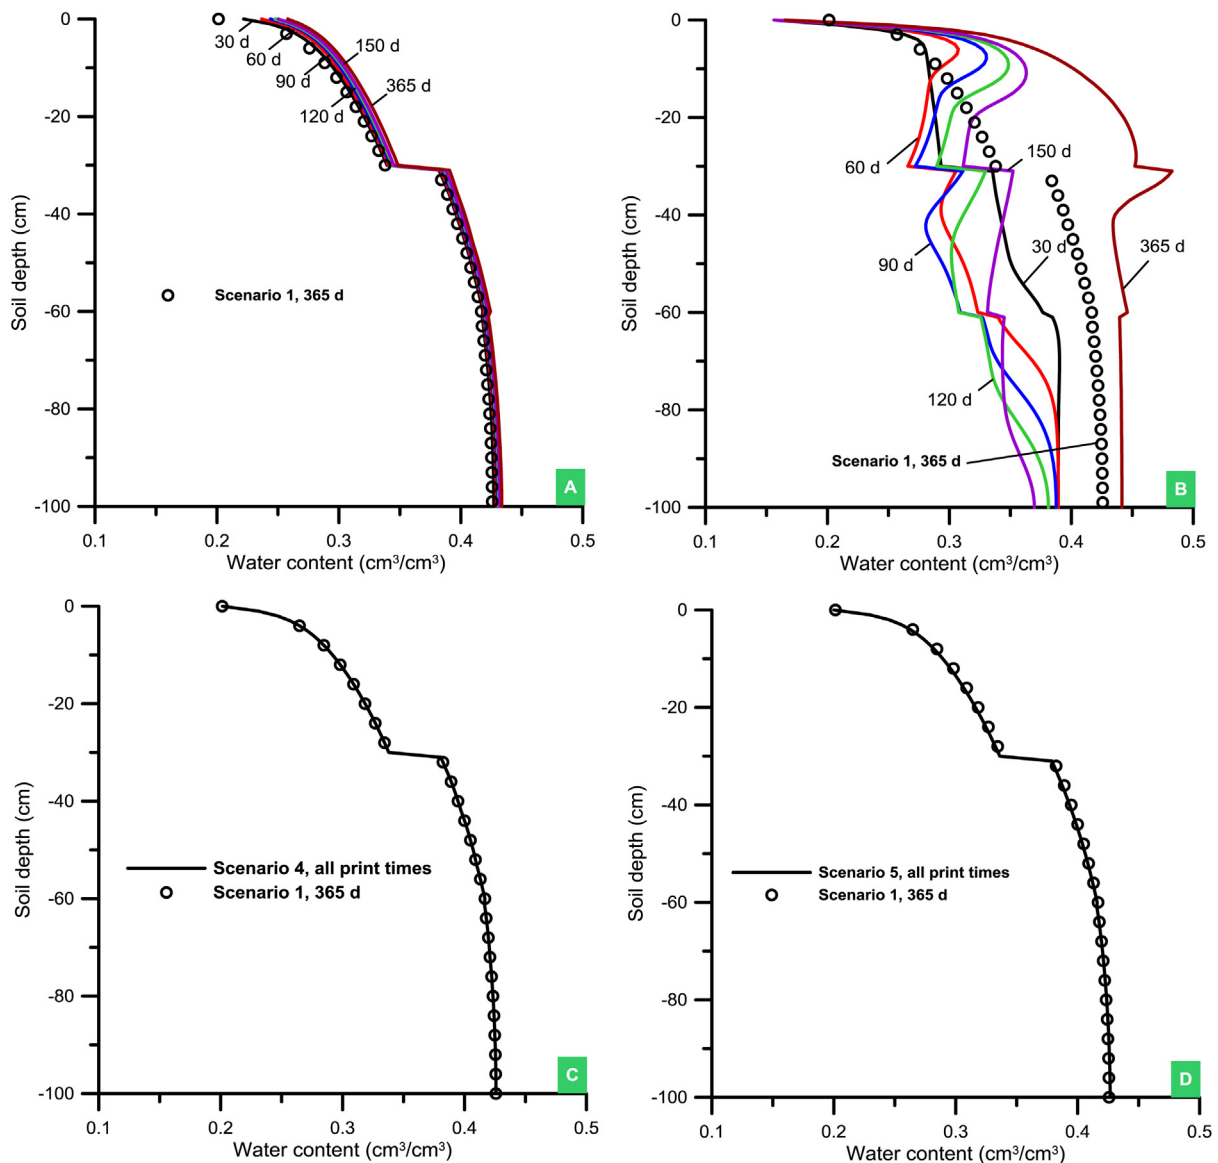 0
30 d
60 d
90 d
120 d
150 d
365 d
-20
-40
-60
-80
-100
Soil depth (cm)
Scenario 1, 365 d
A
0.1
0.2
0.3
0.4
0.5
Water content (cm³/cm³)
0
60 d
150 d
-20
-40
-60
-80
-100
Soil depth (cm)
90 d
30 d
365 d
120 d
Scenario 1, 365 d
B
0.1
0.2
0.3
0.4
0.5
Water content (cm³/cm³)
0
-20
-40
-60
-80
-100
Soil depth (cm)
Scenario 4, all print times
Scenario 1, 365 d
C
0.1
0.2
0.3
0.4
0.5
Water content (cm³/cm³)
0
-20
-40
-60
-80
-100
Soil depth (cm)
Scenario 5, all print times
Scenario 1, 365 d
D
0.1
0.2
0.3
0.4
0.5
Water content (cm³/cm³)